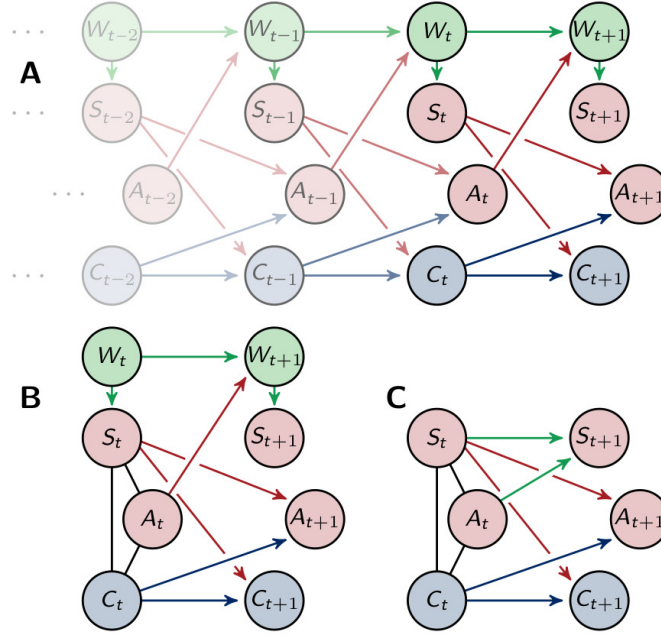 ... W_{t-2} W_{t-1} W_t W_{t+1}
A
... S_{t-2} S_{t-1} S_t S_{t+1}
... A_{t-2} A_{t-1} A_t A_{t+1}
... C_{t-2} C_{t-1} C_t C_{t+1}
W_t W_{t+1}
B C
S_t S_{t+1} S_t S_{t+1}
A_t A_{t+1} A_t A_{t+1}
C_t C_{t+1} C_t C_{t+1}